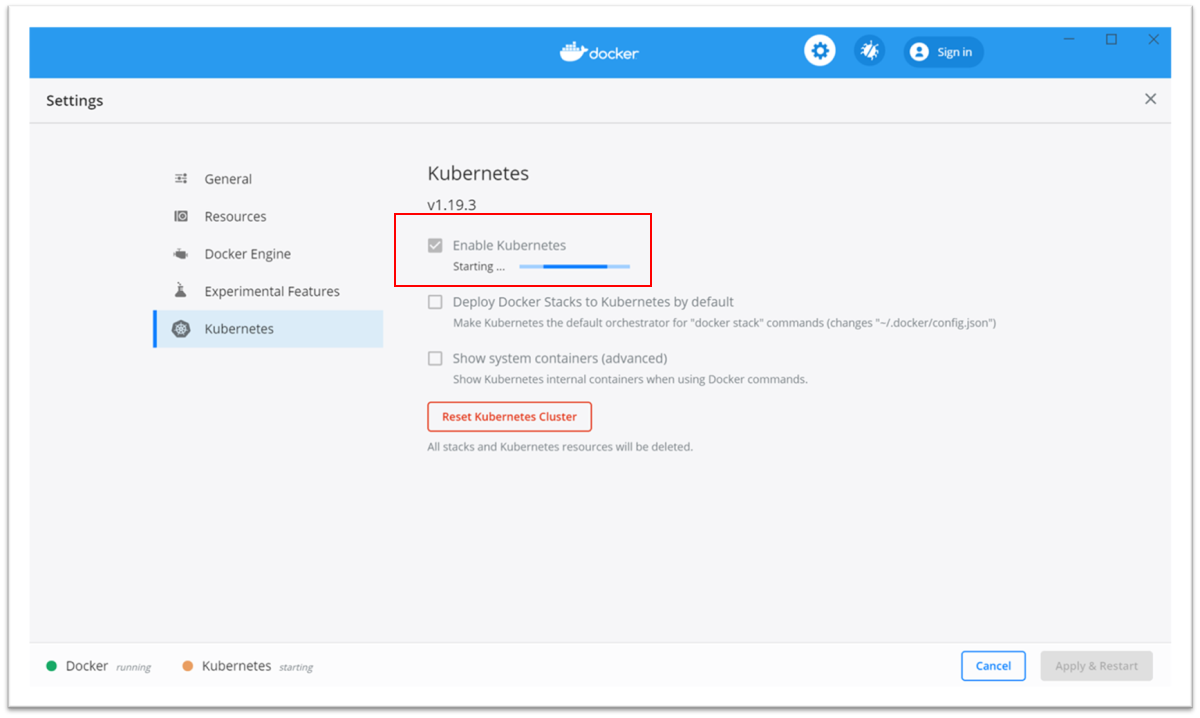 docker
Sign in
Settings
General
Resources
Docker Engine
Experimental Features
Kubernetes
Kubernetes
v1.19.3
Enable Kubernetes
Starting ...
Deploy Docker Stacks to Kubernetes by default
Make Kubernetes the default orchestrator for "docker stack" commands (changes "~/.docker/config.json")
Show system containers (advanced)
Show Kubernetes internal containers when using Docker commands.
Reset Kubernetes Cluster
All stacks and Kubernetes resources will be deleted.
Docker running Kubernetes starting
Cancel Apply & Restart